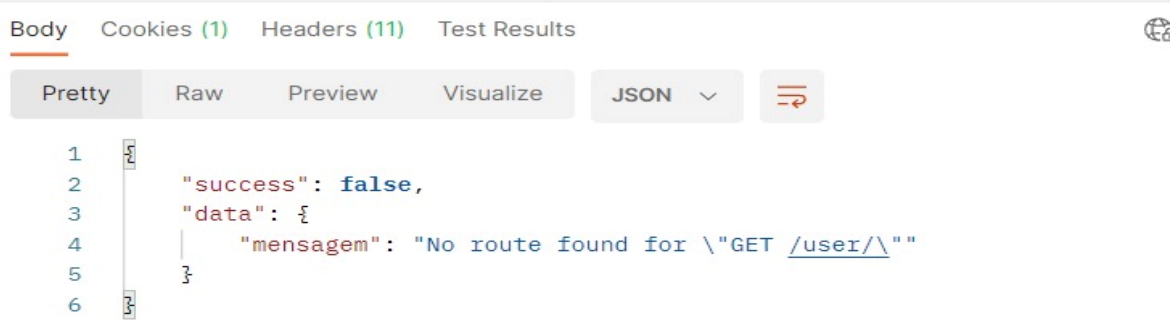 Body Cookies (1) Headers (11) Test Results
Pretty Raw Preview Visualize JSON
1 {
2 "success": false,
3 "data": {
4 "mensagem": "No route found for \"GET /user/\""
5 }
6 }